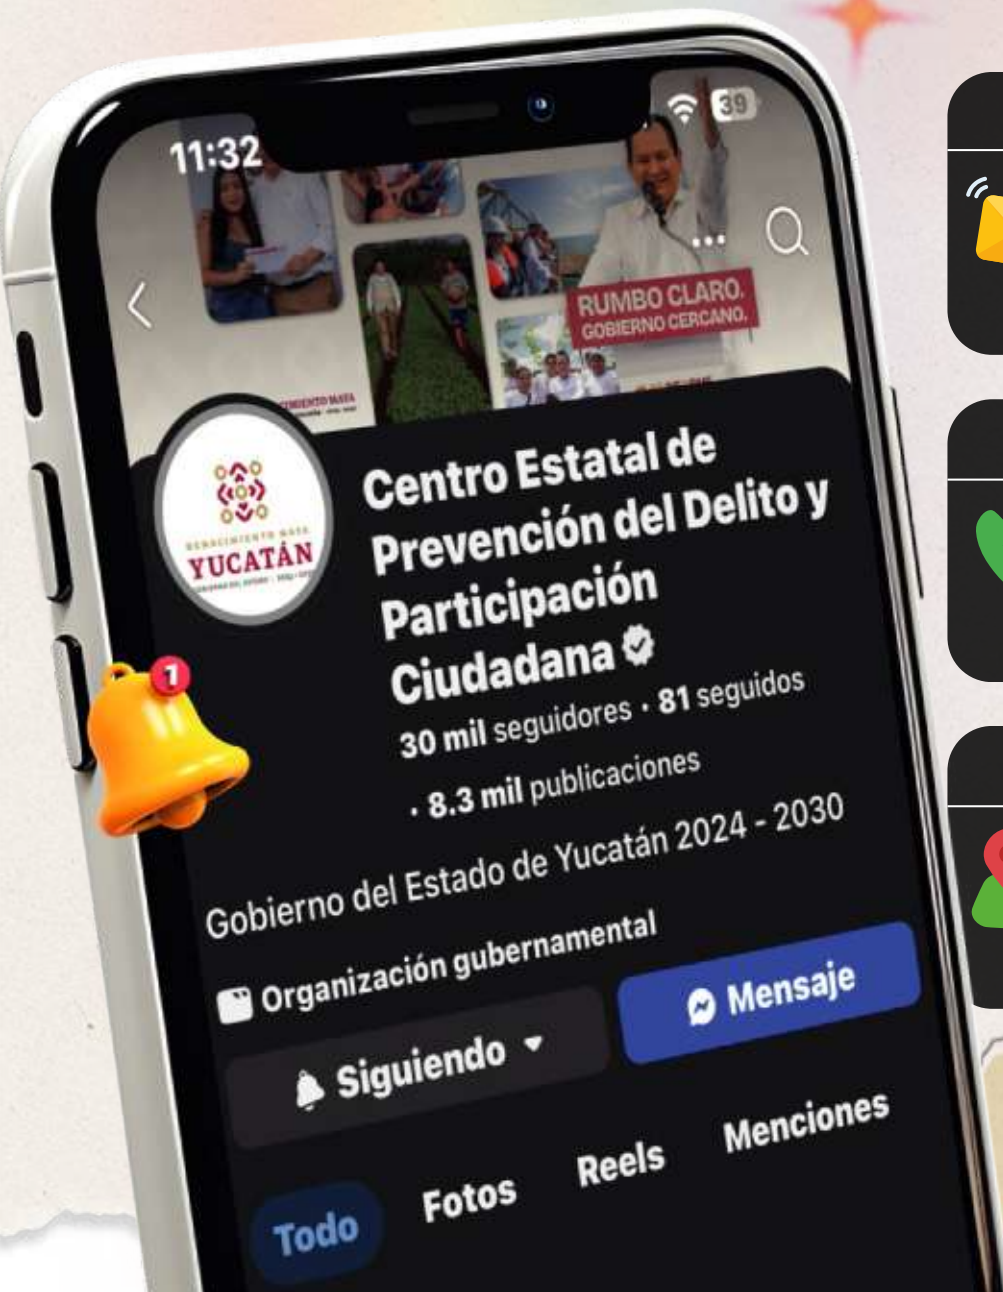 11:32
39
RUMBO CLARO.
GOBIERNO CERCANO.
RENACIMIENTO MAYA
YUCATÁN
Centro Estatal de
Prevención del Delito y
Participación
Ciudadana
30 mil seguidores · 81 seguidos
· 8.3 mil publicaciones
1
Gobierno del Estado de Yucatán 2024 - 2030
Organización gubernamental
Siguiendo
Mensaje
Todo
Fotos
Reels
Menciones